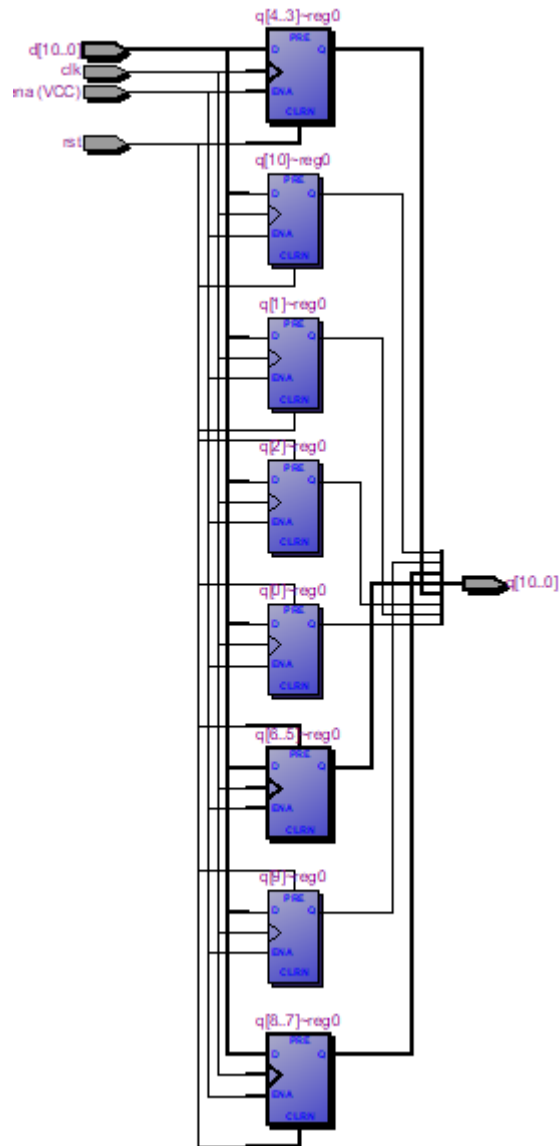 q[4..3]~reg0
d[10..0]
PRE
D
Q
clk
ena (VCC)
ENA
CLRN
rst
q[10]~reg0
PRE
D
Q
ENA
CLRN
q[1]~reg0
PRE
D
Q
ENA
CLRN
q[2]~reg0
PRE
D
Q
ENA
CLRN
q[10..0]
q[0]~reg0
PRE
D
Q
ENA
CLRN
q[6..5]~reg0
PRE
D
Q
ENA
CLRN
q[9]~reg0
PRE
D
Q
ENA
CLRN
q[8..7]~reg0
PRE
D
Q
ENA
CLRN